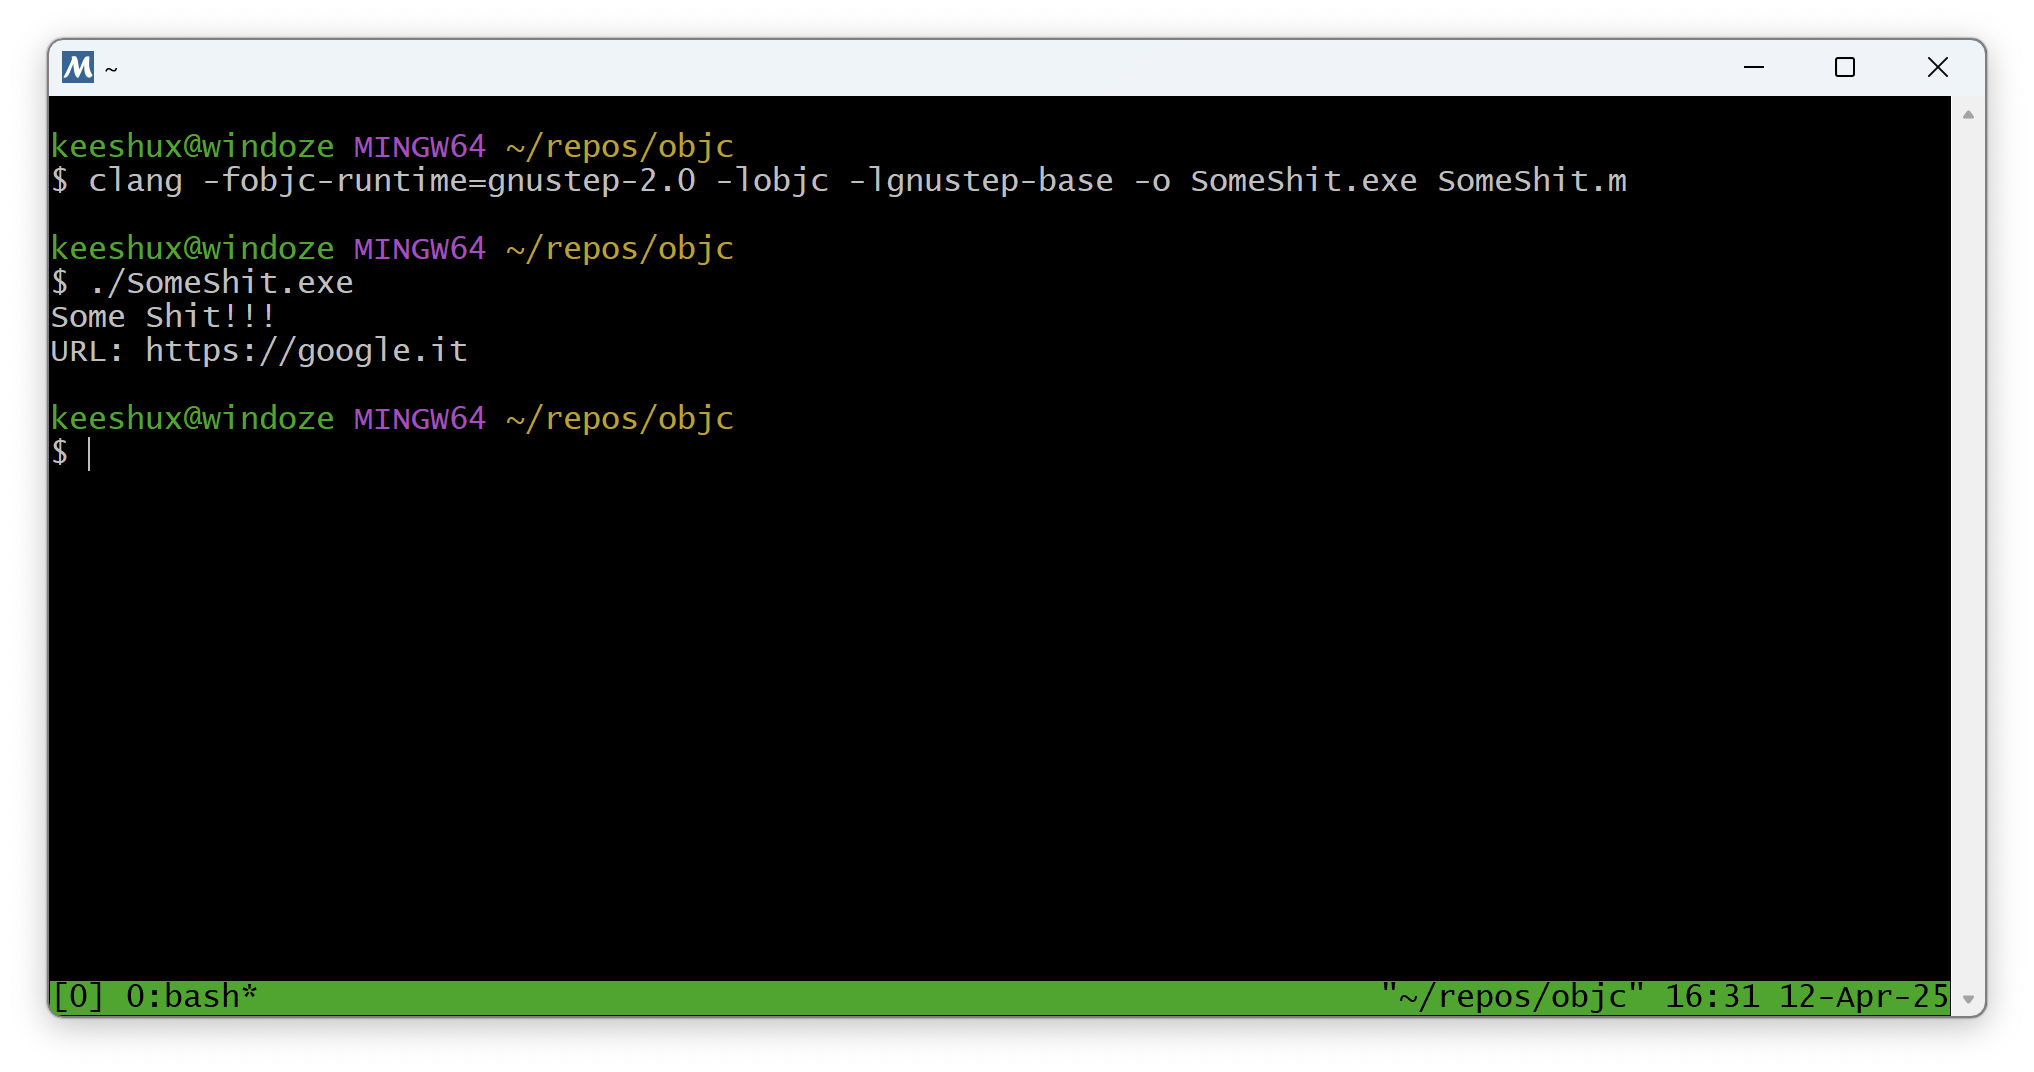 M ~
keeshux@windoze MINGW64 ~/repos/objc
$ clang -fobjc-runtime=gnustep-2.0 -lobjc -lgnustep-base -o SomeShit.exe SomeShit.m
keeshux@windoze MINGW64 ~/repos/objc
$ ./SomeShit.exe
Some Shit!!!
URL: https://google.it
keeshux@windoze MINGW64 ~/repos/objc
$
[0] 0:bash* "~/repos/objc" 16:31 12-Apr-25